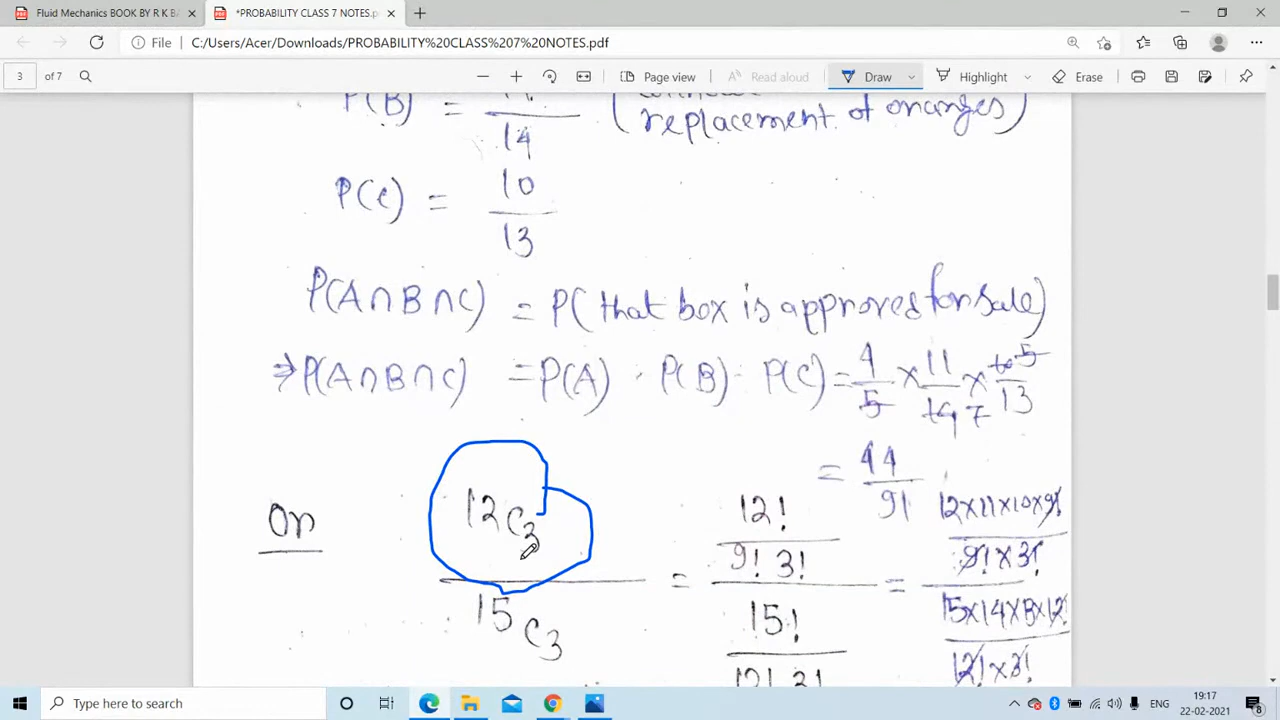 Fluid Mechanics BOOK BY R K BA
*PROBABILITY CLASS 7 NOTES.p
File C:/Users/Acer/Downloads/PROBABILITY%20CLASS%207%20NOTES.pdf
3 of 7 Page view Read aloud Draw Highlight Erase
P(B) = / 14 (
replacement of oranges)
P(C) = 10 / 13
P(A∩B∩C) = P(that box is approved for sale)
⇒P(A∩B∩C) = P(A) · P(B) · P(C) = 4/5 × 11/14 7 × 10 5/13
= 44/91
Or
12C3 / 15C3 = 12! / 9! 3! / 15! / 12! 3! = 12×11×10×9! / 9!×3! / 15×14×13×12! / 12!×3!
Type here to search
ENG
19:17
22-02-2021
8